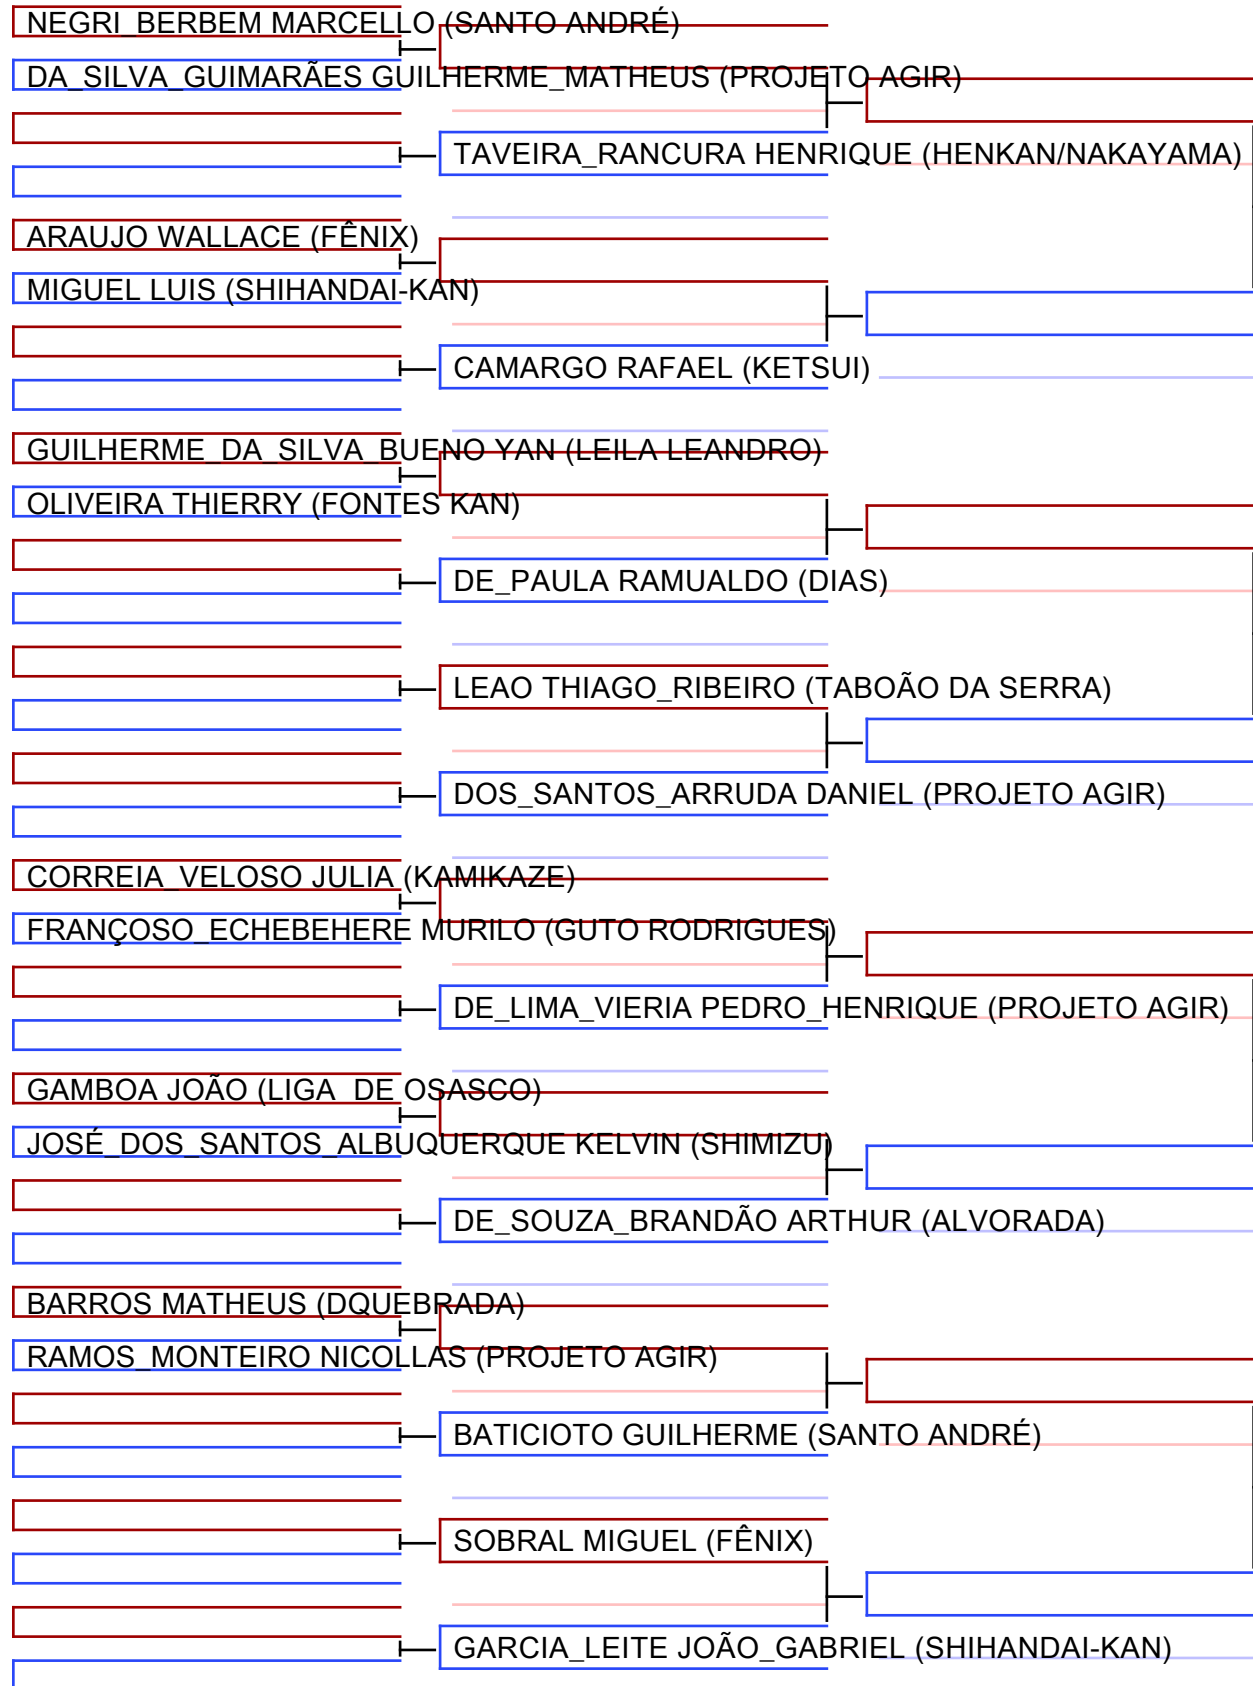 NEGRI_BERBEM MARCELLO (SANTO ANDRÉ)
DA_SILVA_GUIMARÃES GUILHERME_MATHEUS (PROJETO AGIR)
TAVEIRA_RANCURA HENRIQUE (HENKAN/NAKAYAMA)
ARAUJO WALLACE (FÊNIX)
MIGUEL LUIS (SHIHANDAI-KAN)
CAMARGO RAFAEL (KETSUI)
GUILHERME_DA_SILVA_BUENO YAN (LEILA LEANDRO)
OLIVEIRA THIERRY (FONTES KAN)
DE_PAULA RAMUALDO (DIAS)
LEAO THIAGO_RIBEIRO (TABOÃO DA SERRA)
DOS_SANTOS_ARRUDA DANIEL (PROJETO AGIR)
CORREIA_VELOSO JULIA (KAMIKAZE)
FRANÇOSO_ECHEBEHERE MURILO (GUTO RODRIGUES)
DE_LIMA_VIERIA PEDRO_HENRIQUE (PROJETO AGIR)
GAMBOA JOÃO (LIGA  DE OSASCO)
JOSÉ_DOS_SANTOS_ALBUQUERQUE KELVIN (SHIMIZU)
DE_SOUZA_BRANDÃO ARTHUR (ALVORADA)
BARROS MATHEUS (DQUEBRADA)
RAMOS_MONTEIRO NICOLLAS (PROJETO AGIR)
BATICIOTO GUILHERME (SANTO ANDRÉ)
SOBRAL MIGUEL (FÊNIX)
GARCIA_LEITE JOÃO_GABRIEL (SHIHANDAI-KAN)